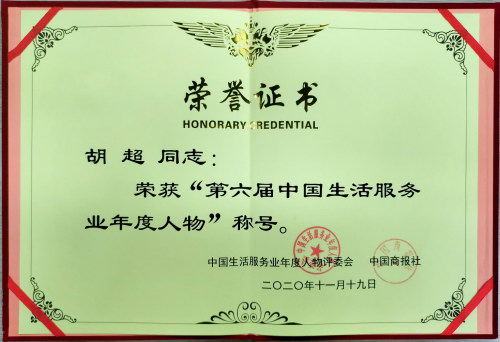 荣誉证书
HONORARY CREDENTIAL
胡 超 同志：
荣获“第六届中国生活服务
业年度人物”称号。
中国生活服务业年度人物评委会 中国商报社
二〇二〇年十一月十九日